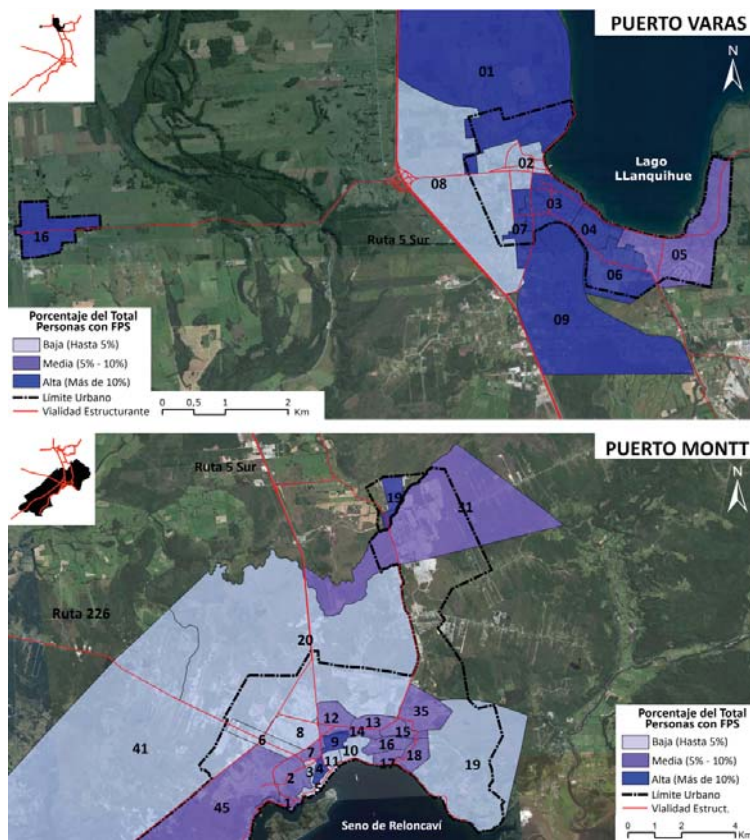 PUERTO VARAS
N
01
02
Lago
LLanquihue
08
03
16
07
04
Ruta 5 Sur
05
06
09
Porcentaje del Total
Personas con FPS
Baja (Hasta 5%)
Media (5% - 10%)
Alta (Más de 10%)
Límite Urbano
Vialidad Estructurante
0 0,5 1 2
Km
PUERTO MONTT
Ruta 5 Sur
N
19
21
Ruta 226
20
41
6
12
13
35
8
14
15
9
16
7
10
11
17
18
19
2
3
4
45
1
Seno de Reloncaví
Porcentaje del Total
Personas con FPS
Baja (Hasta 5%)
Media (5% - 10%)
Alta (Más de 10%)
Límite Urbano
Vialidad Estruct.
0 1 2 4
Km